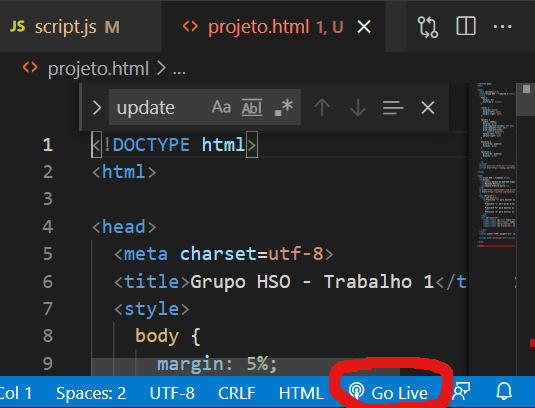 JS script.js M
<> projeto.html 1, U
<> projeto.html > ...
> update Aa Abl .*
1 <!DOCTYPE html>
2 <html>
3
4 <head>
5 <meta charset=utf-8>
6 <title>Grupo HSO - Trabalho 1</t
7 <style>
8 body {
9 margin: 5%;
Col 1 Spaces: 2 UTF-8 CRLF HTML Go Live